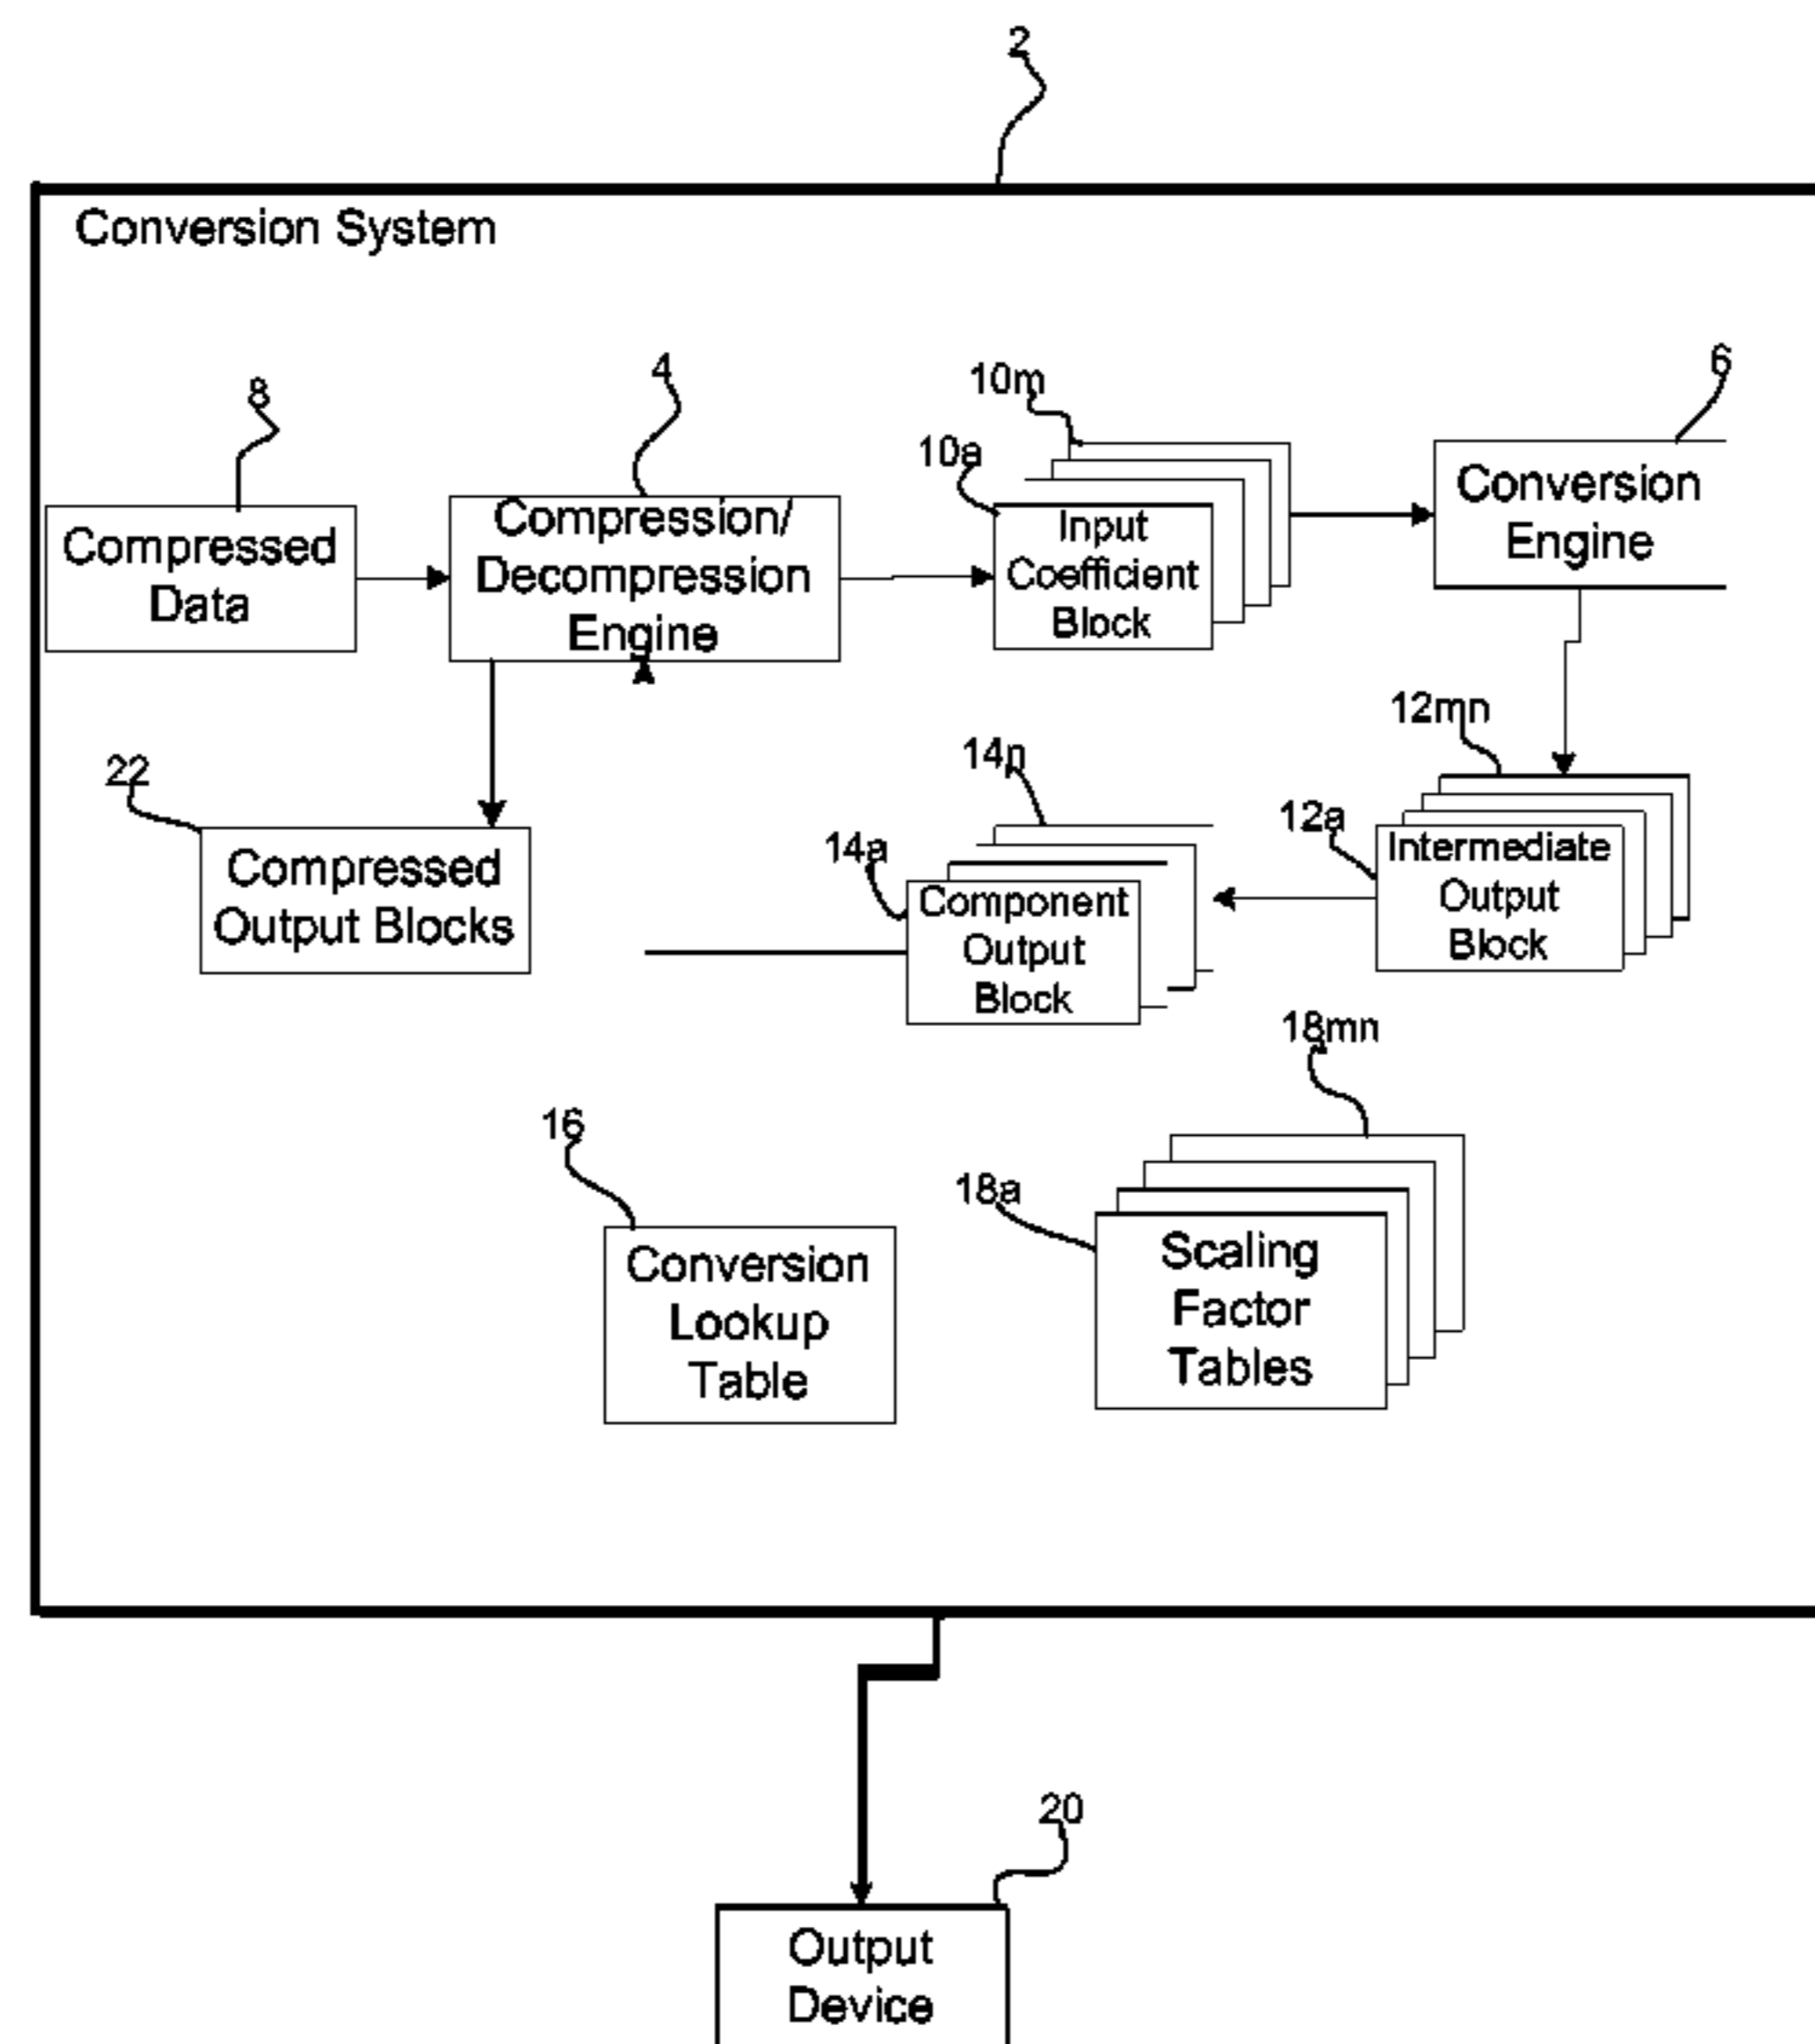 2
Conversion System
8
4
10m
10a
6
Compressed
Data
Compression/
Decompression
Engine
Input
Coefficient
Block
Conversion
Engine
22
14n
14a
12mn
12a
Compressed
Output Blocks
Component
Output
Block
Intermediate
Output
Block
16
18mn
18a
Conversion
Lookup
Table
Scaling
Factor
Tables
20
Output
Device